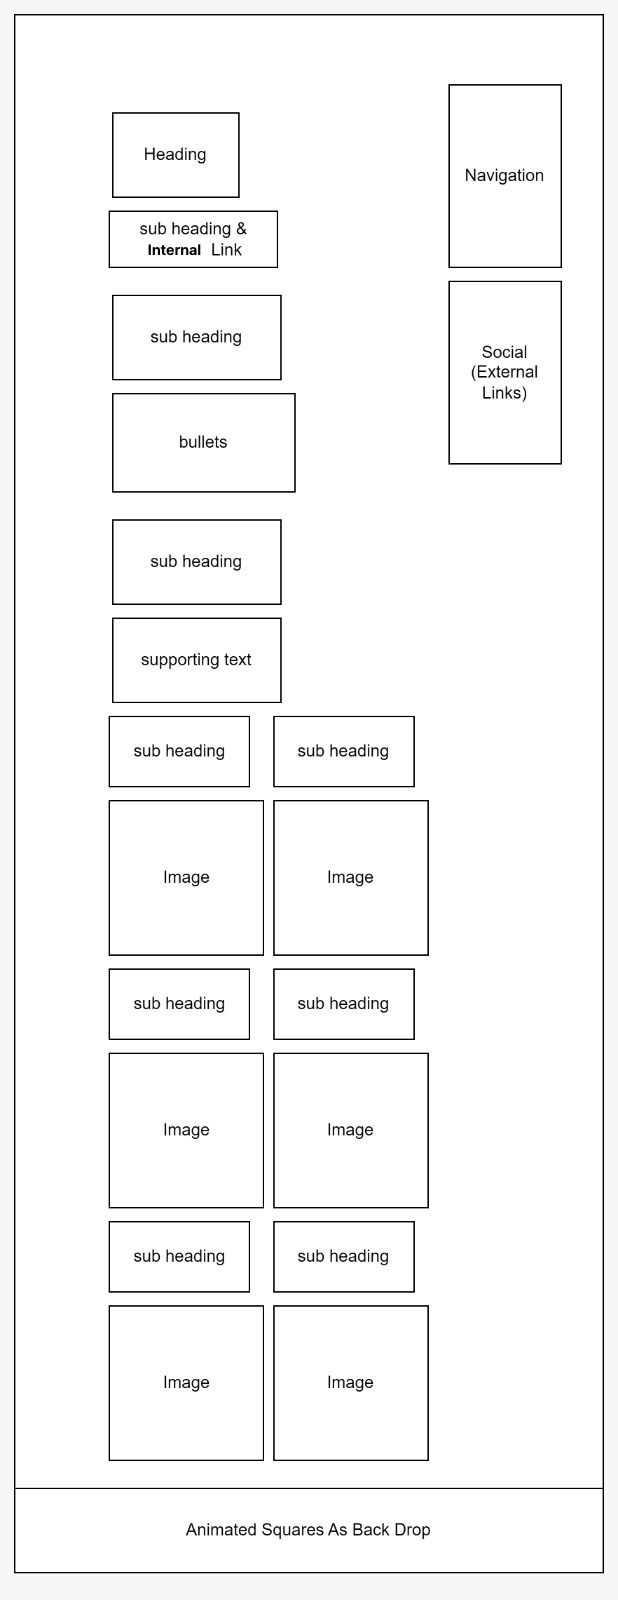 Heading
Navigation
sub heading &
Internal Link
Social
(External
Links)
sub heading
bullets
sub heading
supporting text
sub heading
sub heading
Image
Image
sub heading
sub heading
Image
Image
sub heading
sub heading
Image
Image
Animated Squares As Back Drop